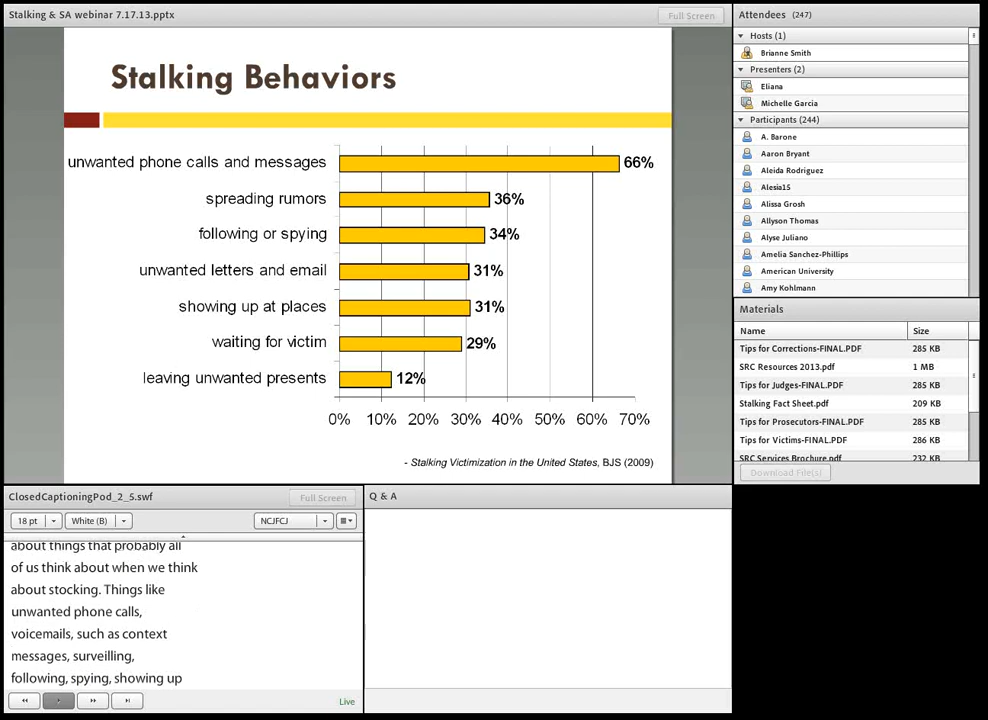 Stalking & SA webinar 7.17.13.pptx
Full Screen
Stalking Behaviors
unwanted phone calls and messages 66%
spreading rumors 36%
following or spying 34%
unwanted letters and email 31%
showing up at places 31%
waiting for victim 29%
leaving unwanted presents 12%
0% 10% 20% 30% 40% 50% 60% 70%
- Stalking Victimization in the United States, BJS (2009)
Attendees (247)
Hosts (1)
Brianne Smith
Presenters (2)
Eliana
Michelle Garcia
Participants (244)
A. Barone
Aaron Bryant
Aleida Rodriguez
Alesia15
Alissa Grosh
Allyson Thomas
Alyse Juliano
Amelia Sanchez-Phillips
American University
Amy Kohlmann
Materials
Name Size
Tips for Corrections-FINAL.PDF 285 KB
SRC Resources 2013.pdf 1 MB
Tips for Judges-FINAL.PDF 285 KB
Stalking Fact Sheet.pdf 209 KB
Tips for Prosecutors-FINAL.PDF 285 KB
Tips for Victims-FINAL.PDF 286 KB
SRC Services Brochure.pdf 232 KB
Download File(s)
ClosedCaptioningPod_2_5.swf
Full Screen
18 pt White (B) NCJFCJ
about things that probably all
of us think about when we think
about stocking. Things like
unwanted phone calls,
voicemails, such as context
messages, surveilling,
following, spying, showing up
Live
Q & A